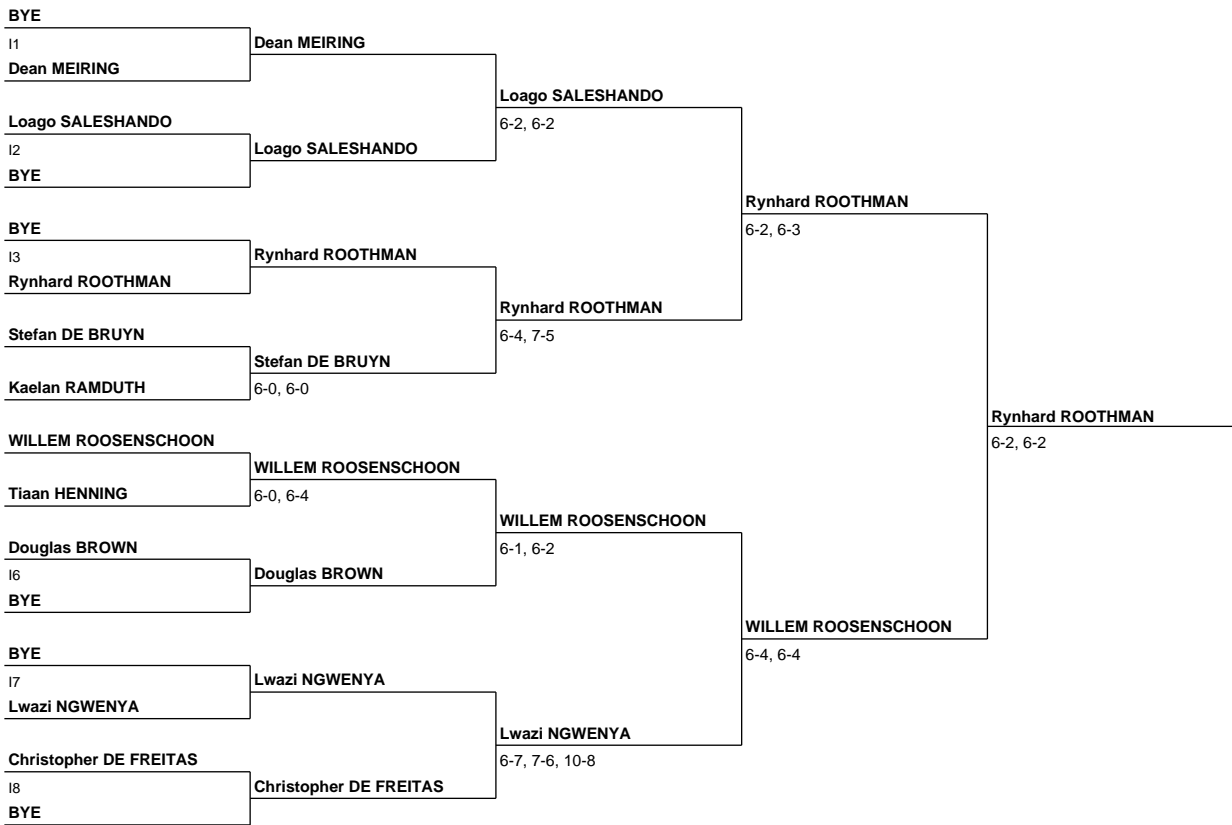 BYE
I1
Dean MEIRING
Dean MEIRING
Loago SALESHANDO
6-2, 6-2
Loago SALESHANDO
I2
BYE
Loago SALESHANDO
Rynhard ROOTHMAN
6-2, 6-3
BYE
I3
Rynhard ROOTHMAN
Rynhard ROOTHMAN
Rynhard ROOTHMAN
6-4, 7-5
Stefan DE BRUYN
Kaelan RAMDUTH
Stefan DE BRUYN
6-0, 6-0
Rynhard ROOTHMAN
6-2, 6-2
WILLEM ROOSENSCHOON
Tiaan HENNING
WILLEM ROOSENSCHOON
6-0, 6-4
WILLEM ROOSENSCHOON
6-1, 6-2
Douglas BROWN
I6
BYE
Douglas BROWN
WILLEM ROOSENSCHOON
6-4, 6-4
BYE
I7
Lwazi NGWENYA
Lwazi NGWENYA
Lwazi NGWENYA
6-7, 7-6, 10-8
Christopher DE FREITAS
I8
BYE
Christopher DE FREITAS